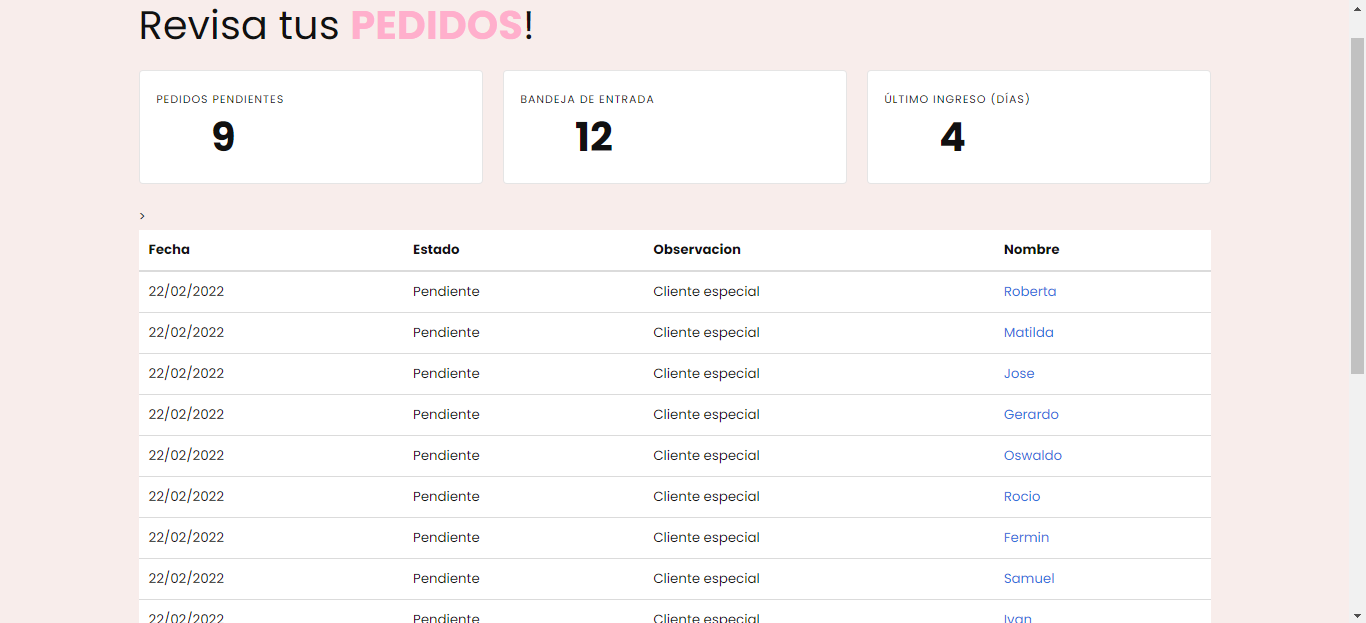 Revisa tus PEDIDOS!
PEDIDOS PENDIENTES
9
BANDEJA DE ENTRADA
12
ÚLTIMO INGRESO (DÍAS)
4
>
Fecha Estado Observacion Nombre
22/02/2022 Pendiente Cliente especial Roberta
22/02/2022 Pendiente Cliente especial Matilda
22/02/2022 Pendiente Cliente especial Jose
22/02/2022 Pendiente Cliente especial Gerardo
22/02/2022 Pendiente Cliente especial Oswaldo
22/02/2022 Pendiente Cliente especial Rocio
22/02/2022 Pendiente Cliente especial Fermin
22/02/2022 Pendiente Cliente especial Samuel
22/02/2022 Pendiente Cliente especial Ivan